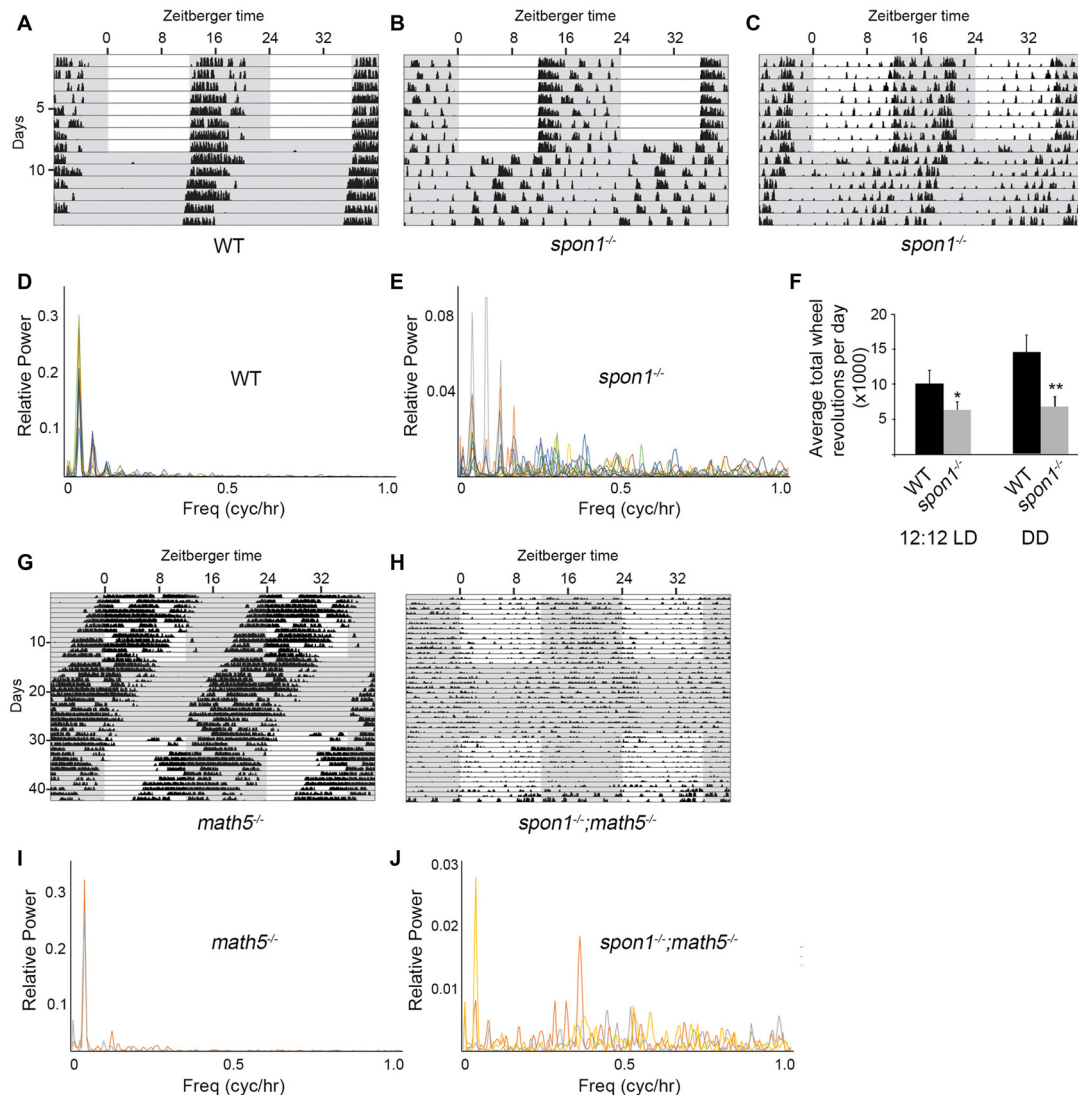 A
Zeitberger time
0 8 16 24 32
Days
5
10
WT
B
Zeitberger time
0 8 16 24 32
spon1-/-
C
Zeitberger time
0 8 16 24 32
spon1-/-
D
Relative Power
0.3
0.2
0.1
WT
0 0.5 1.0
Freq (cyc/hr)
E
Relative Power
0.08
0.04
spon1-/-
0 0.5 1.0
Freq (cyc/hr)
F
Average total wheel
revolutions per day
(x1000)
20
15
10
5
*
**
WT
spon1-/-
WT
spon1-/-
12:12 LD
DD
G
Zeitberger time
0 8 16 24 32
Days
10
20
30
40
math5-/-
H
Zeitberger time
0 8 16 24 32
spon1-/-;math5-/-
I
Relative Power
0.3
0.2
0.1
math5-/-
0 0.5 1.0
Freq (cyc/hr)
J
Relative Power
0.03
0.02
0.01
spon1-/-;math5-/-
0 0.5 1.0
Freq (cyc/hr)